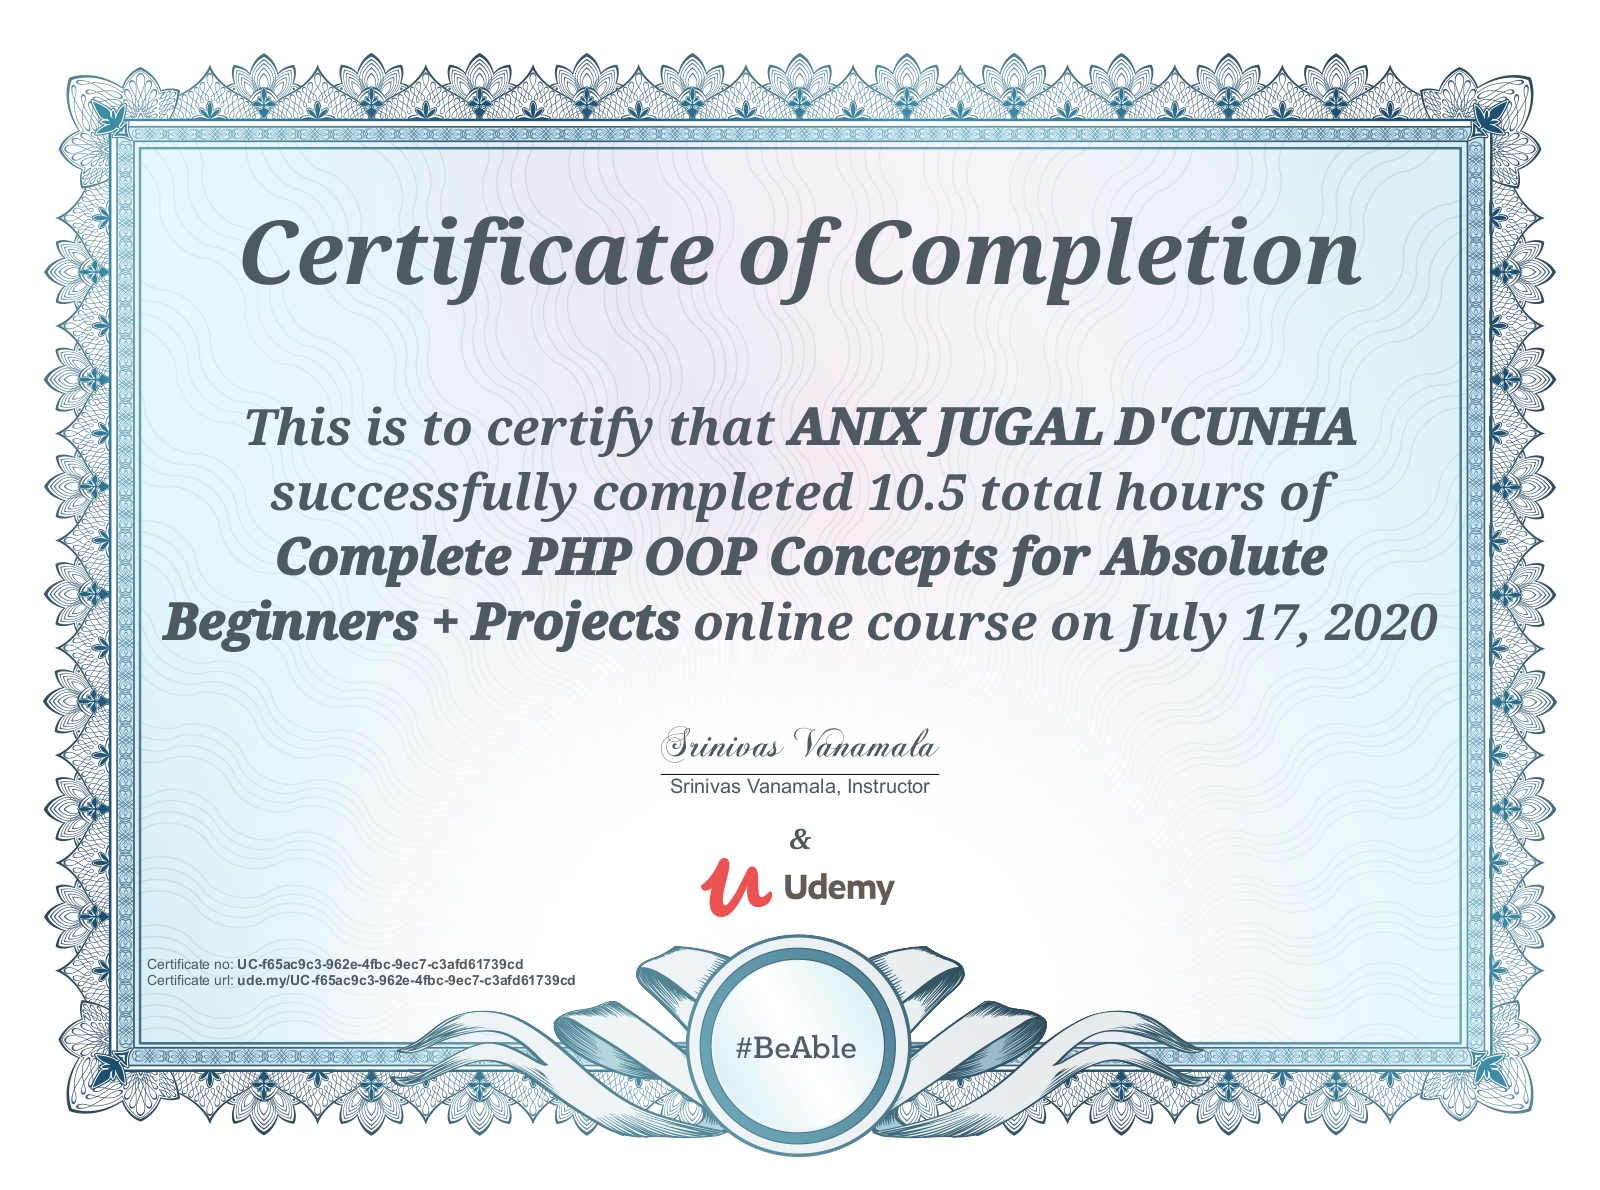 Certificate of Completion
This is to certify that ANIX JUGAL D'CUNHA
successfully completed 10.5 total hours of
Complete PHP OOP Concepts for Absolute
Beginners + Projects online course on July 17, 2020
Srinivas Vanamala
Srinivas Vanamala, Instructor
&
Udemy
Certificate no: UC-f65ac9c3-962e-4fbc-9ec7-c3afd61739cd
Certificate url: ude.my/UC-f65ac9c3-962e-4fbc-9ec7-c3afd61739cd
#BeAble